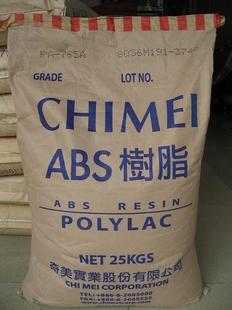 PA-765A
GRADE LOT NO.
CHIMEI
ABS 樹脂
ABS RESIN
POLYLAC
NET 25KGS
奇美實業股份有限公司
CHI MEI CORPORATION